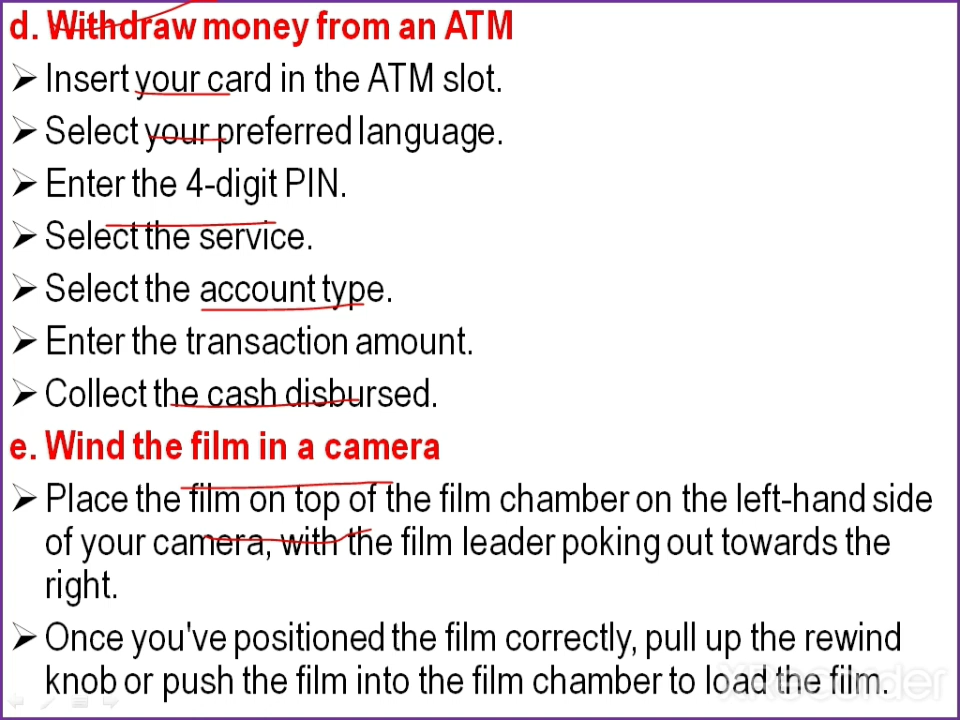 d. Withdraw money from an ATM
➢ Insert your card in the ATM slot.
➢ Select your preferred language.
➢ Enter the 4-digit PIN.
➢ Select the service.
➢ Select the account type.
➢ Enter the transaction amount.
➢ Collect the cash disbursed.
e. Wind the film in a camera
➢ Place the film on top of the film chamber on the left-hand side
of your camera, with the film leader poking out towards the
right.
➢ Once you've positioned the film correctly, pull up the rewind
knob or push the film into the film chamber to load the film.
XRecorder